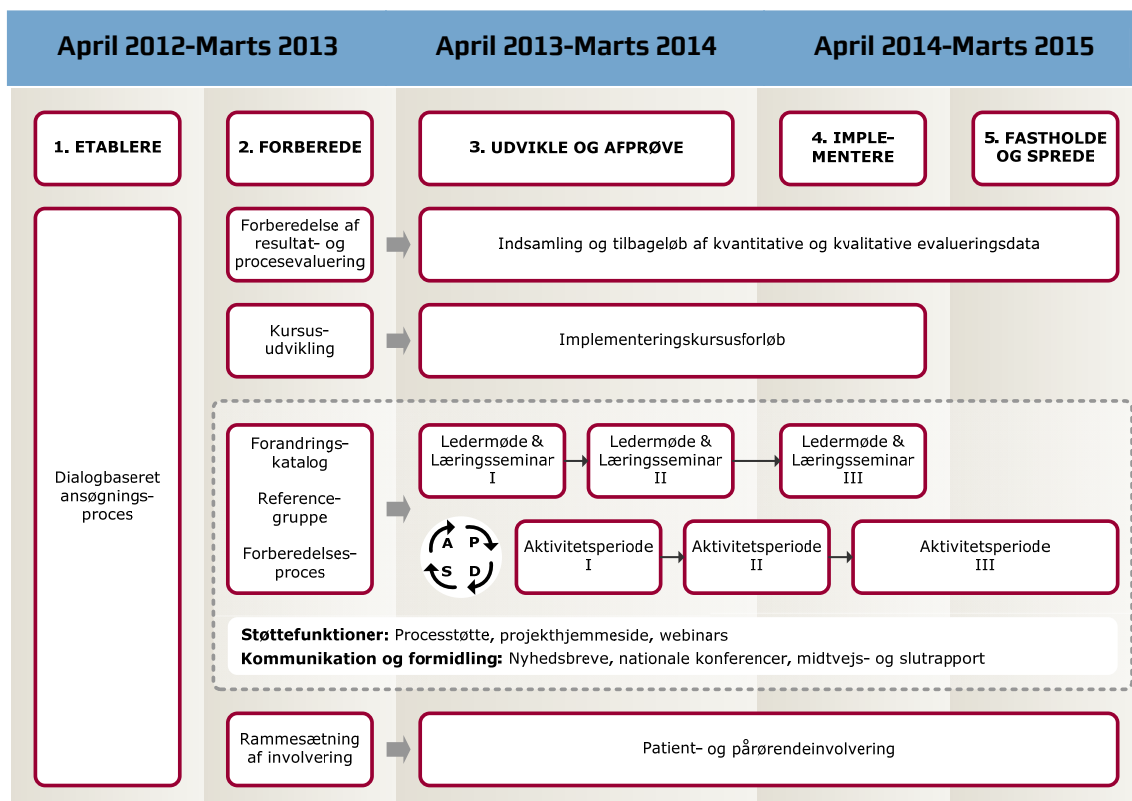 April 2012-Marts 2013
April 2013-Marts 2014
April 2014-Marts 2015
1. ETABLERE
2. FORBEREDE
3. UDVIKLE OG AFPRØVE
4. IMPLE-
MENTERE
5. FASTHOLDE
OG SPREDE
Dialogbaseret
ansøgnings-
proces
Forberedelse af
resultat- og
procesevaluering
Indsamling og tilbageløb af kvantitative og kvalitative evalueringsdata
Kursus-
udvikling
Implementeringskursusforløb
Forandrings-
katalog
Reference-
gruppe
Forberedelses-
proces
Ledermøde &
Læringsseminar
I
Ledermøde &
Læringsseminar
II
Ledermøde &
Læringsseminar
III
A P
S D
Aktivitetsperiode
I
Aktivitetsperiode
II
Aktivitetsperiode
III
Støttefunktioner: Processtøtte, projekthjemmeside, webinars
Kommunikation og formidling: Nyhedsbreve, nationale konferencer, midtvejs- og slutrapport
Rammesætning
af involvering
Patient- og pårørendeinvolvering